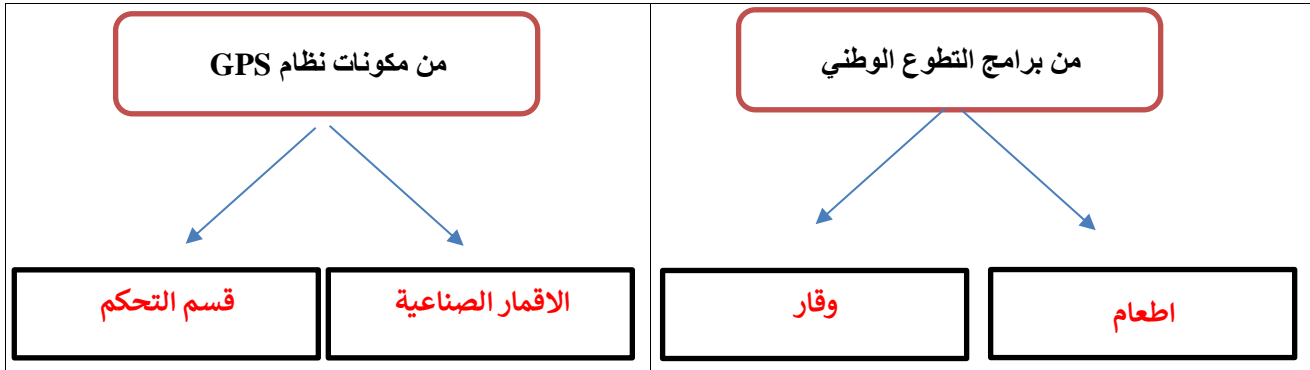 من برامج التطوع الوطني
اطعام
وقار
من مكونات نظام GPS
الاقمار الصناعية
قسم التحكم